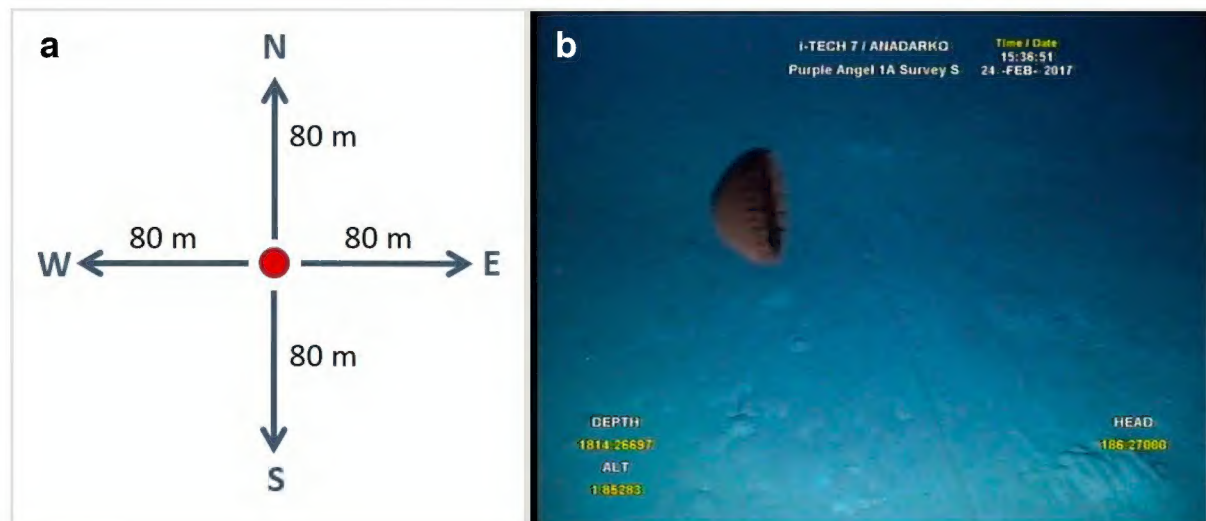 a
N
80 m
80 m
80 m
W
E
80 m
S
b
i-TECH 7 / ANADARKO
Purple Angel 1A Survey S
Time / Date
15:36:51
24 -FEB- 2017
DEPTH
1814.26697
ALT
1.85283
HEAD
186.27000